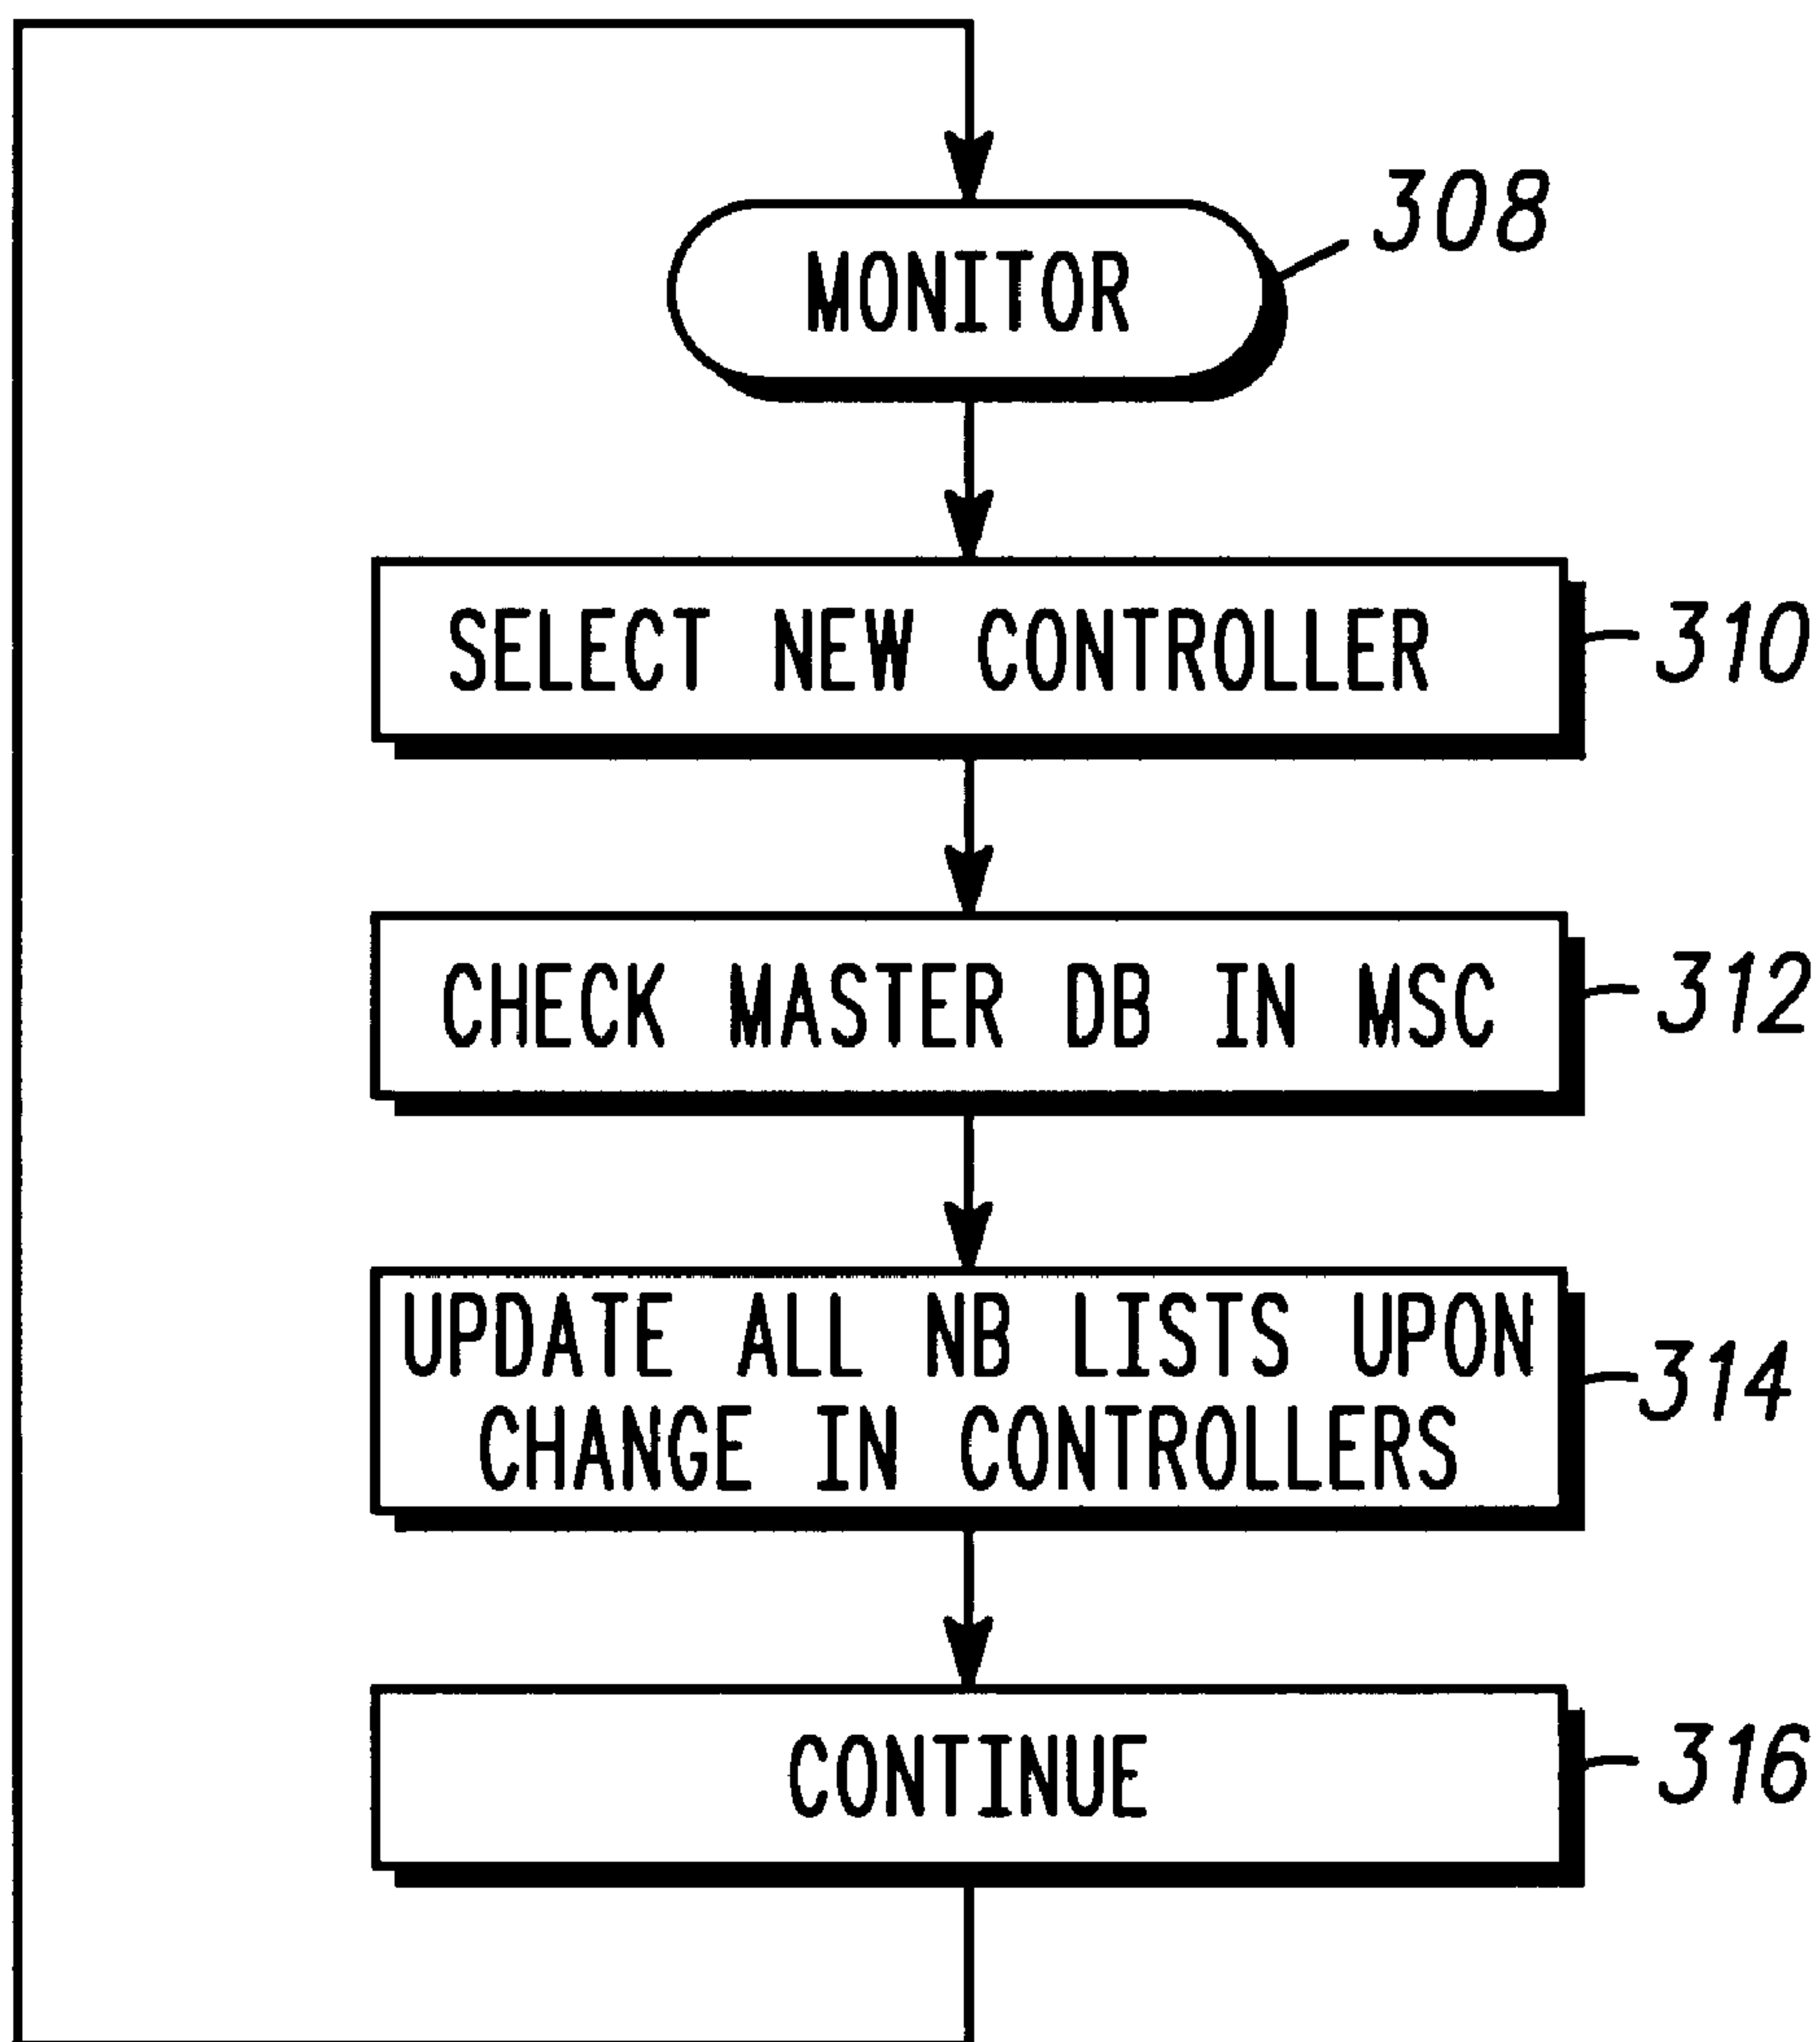 MONITOR
308
SELECT NEW CONTROLLER
310
CHECK MASTER DB IN MSC
312
UPDATE ALL NB LISTS UPON
CHANGE IN CONTROLLERS
314
CONTINUE
316